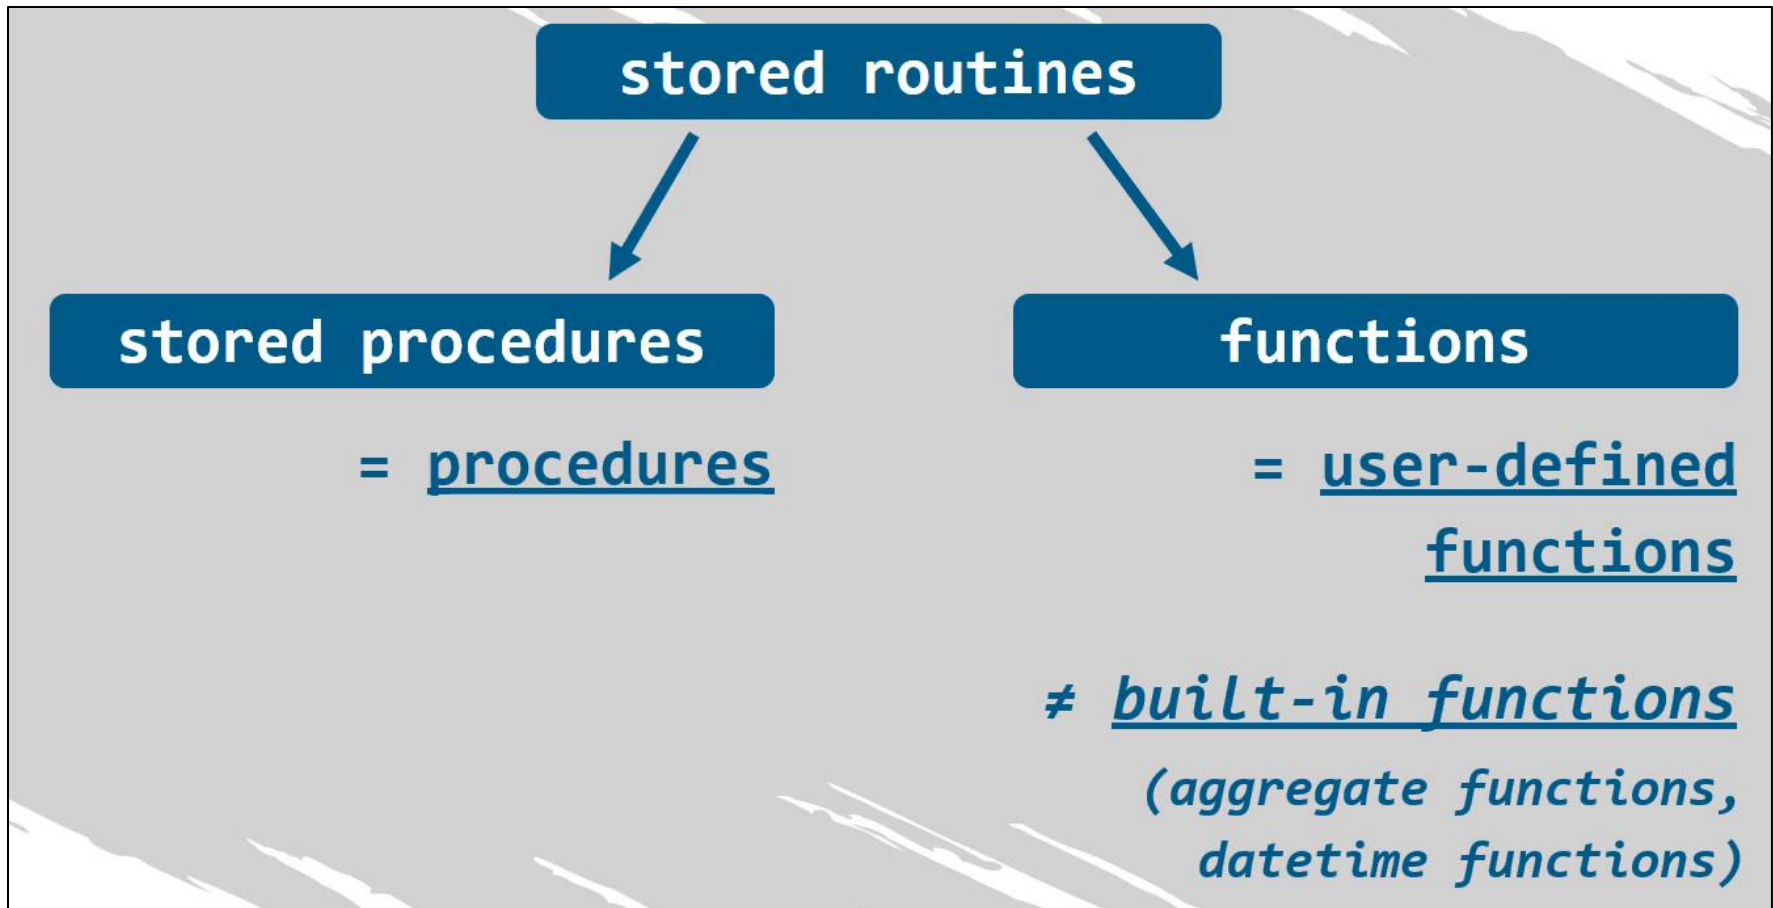 stored routines
stored procedures
functions
= procedures
= user-defined
functions
≠ built-in functions
(aggregate functions,
datetime functions)